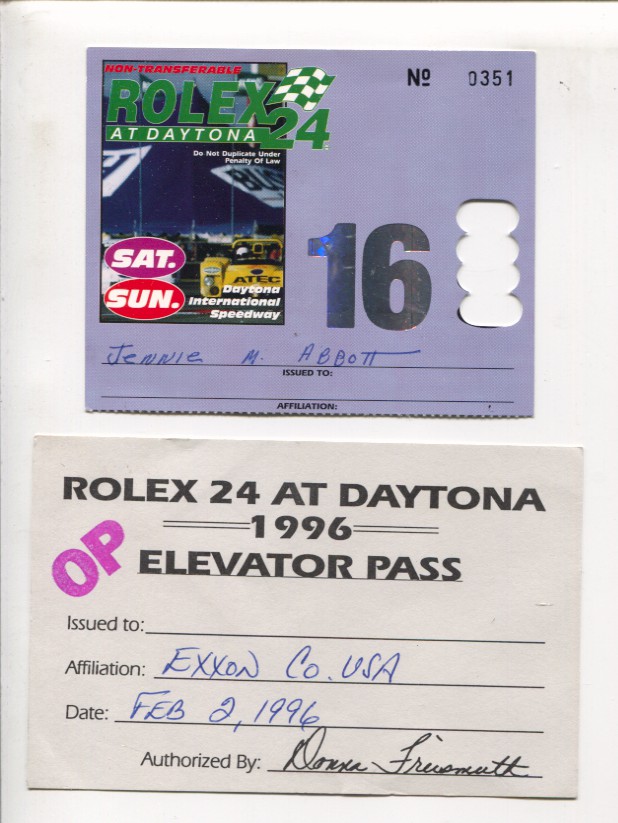 NON-TRANSFERABLE
Nº 0351
ROLEX
AT DAYTONA 24
Do Not Duplicate Under
Penalty Of Law
16
SAT.
SUN.
ATEC
Daytona
International
Speedway
Jennie M. Abbott
ISSUED TO:
AFFILIATION:
ROLEX 24 AT DAYTONA
1996
OP
ELEVATOR PASS
Issued to:
Affiliation: Exxon Co. USA
Date: Feb 2, 1996
Authorized By: Donna Freismuth